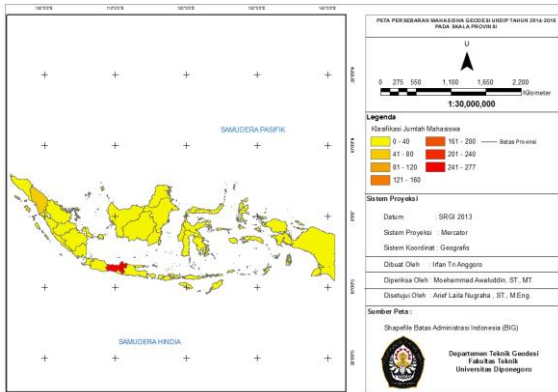 PETA PERSEBARAN MAHASISWA GEODESI UNDIP TAHUN 2014-2018
PADA SKALA PROVINSI
U
0 275 550 1,100 1,650 2,200
Kilometer
1:30,000,000
Legenda
Klasifikasi Jumlah Mahasiswa
0 - 40 161 - 200 Batas Provinsi
41 - 80 201 - 240
81 - 120 241 - 277
121 - 160
Sistem Proyeksi
Datum : SRGI 2013
Sistem Proyeksi : Mercator
Sistem Koordinat : Geografis
Dibuat Oleh : Irfan Tri Anggoro
Diperiksa Oleh : Moehammad Awaluddin, ST., MT
Disetujui Oleh : Arief Laila Nugraha , ST., M.Eng.
Sumber Peta :
Shapefile Batas Administrasi Indonesia (BIG)
Departemen Teknik Geodesi
Fakultas Teknik
Universitas Diponegoro
SAMUDERA PASIFIK
SAMUDERA HINDIA